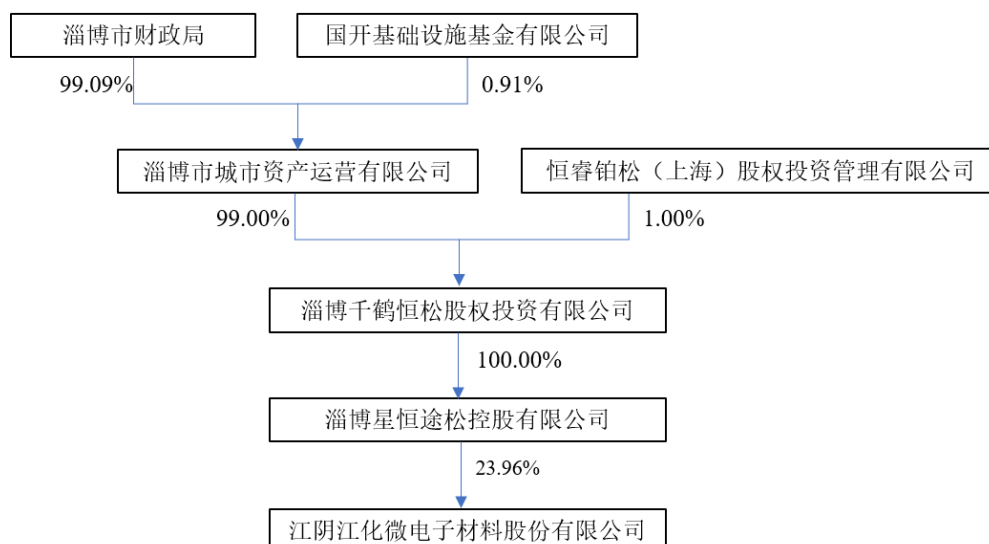 淄博市财政局
国开基础设施基金有限公司
99.09%
0.91%
淄博市城市资产运营有限公司
恒睿铂松（上海）股权投资管理有限公司
99.00%
1.00%
淄博千鹤恒松股权投资有限公司
100.00%
淄博星恒途松控股有限公司
23.96%
江阴江化微电子材料股份有限公司